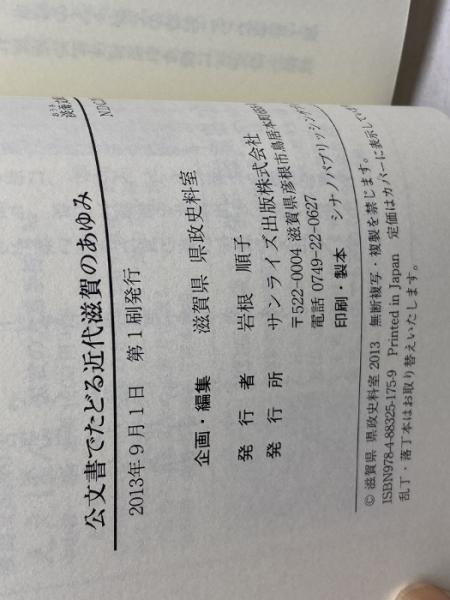 淡海文庫
NDC
公文書でたどる近代滋賀のあゆみ
2013年9月1日　第1刷発行
企画・編集　滋賀県 県政史料室
発 行 者　岩根　順子
発 行 所　サンライズ出版株式会社
〒522-0004 滋賀県彦根市鳥居本町
電話 0749-22-0627
印刷・製本　シナノパブリッシング
© 滋賀県 県政史料室 2013　無断複写・複製を禁じます。
ISBN978-4-88325-175-9　Printed in Japan　定価はカバーに表示してい
乱丁・落丁本はお取り替えいたします。